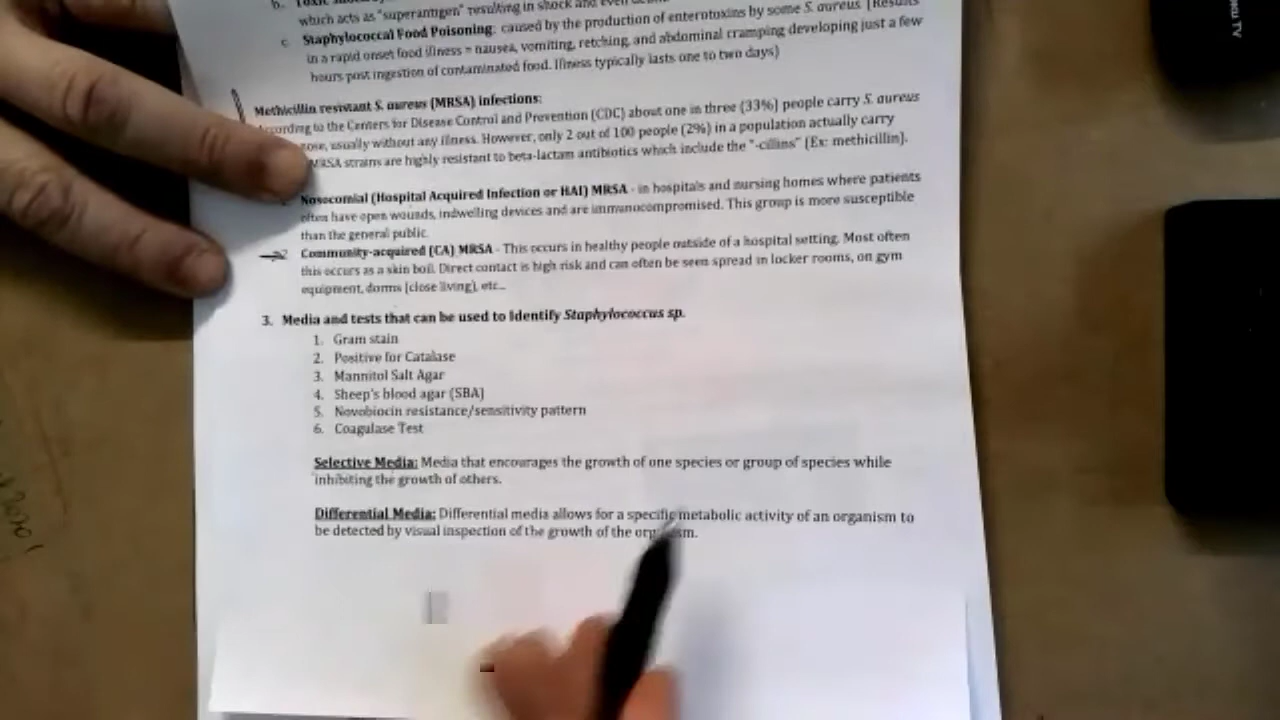 b. Toxic
which acts as "superantigen" resulting in shock and even
c. Staphylococcal Food Poisoning: caused by the production of enterotoxins by some S. aureus [Results
in a rapid onset food illness = nausea, vomiting, retching, and abdominal cramping developing just a few
hours post ingestion of contaminated food. Illness typically lasts one to two days)
Methicillin resistant S. aureus (MRSA) infections:
According to the Centers for Disease Control and Prevention (CDC) about one in three (33%) people carry S. aureus
nose, usually without any illness. However, only 2 out of 100 people (2%) in a population actually carry
MRSA strains are highly resistant to beta-lactam antibiotics which include the "-cillins" [Ex: methicillin].
Nosocomial (Hospital Acquired Infection or HAI) MRSA - in hospitals and nursing homes where patients
often have open wounds, indwelling devices and are immunocompromised. This group is more susceptible
than the general public.
2 Community-acquired (CA) MRSA - This occurs in healthy people outside of a hospital setting. Most often
this occurs as a skin boil. Direct contact is high risk and can often be seen spread in locker rooms, on gym
equipment, dorms [close living), etc...
3. Media and tests that can be used to identify Staphylococcus sp.
1. Gram stain
2. Positive for Catalase
3. Mannitol Salt Agar
4. Sheep's blood agar (SBA)
5. Novobiocin resistance/sensitivity pattern
6. Coagulase Test
Selective Media: Media that encourages the growth of one species or group of species while
inhibiting the growth of others.
Differential Media: Differential media allows for a specific metabolic activity of an organism to
be detected by visual inspection of the growth of the organism.
TV